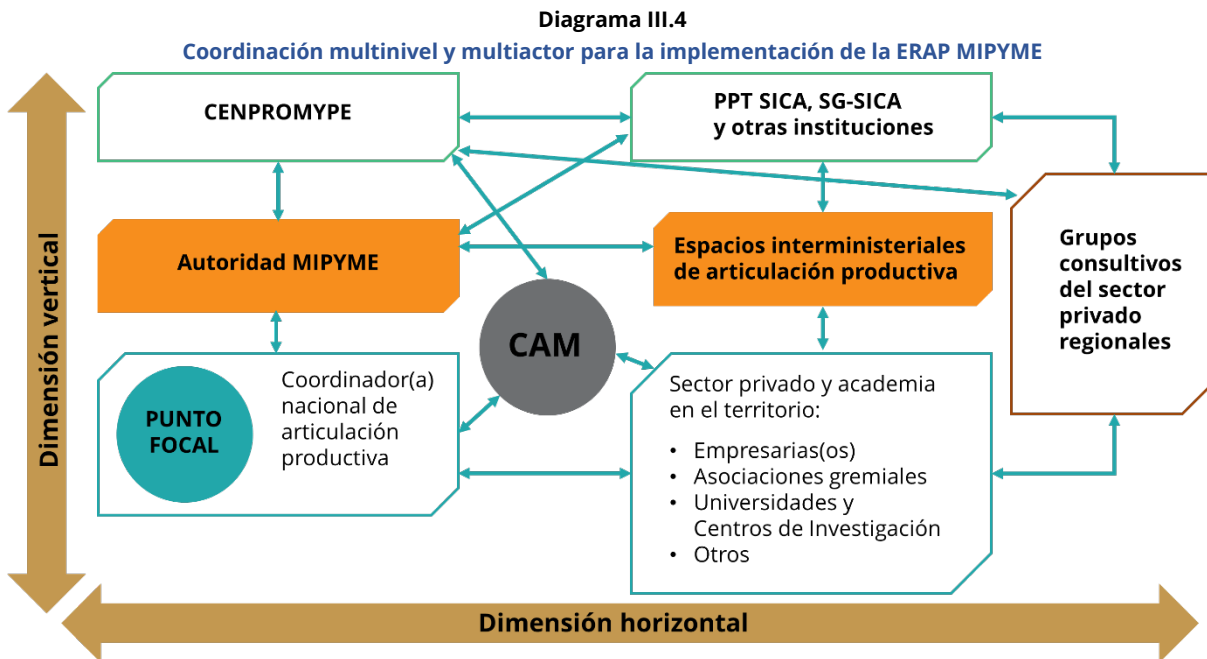 Diagrama III.4
Coordinación multinivel y multiactor para la implementación de la ERAP MIPYME
CENPROMYPE
PPT SICA, SG-SICA
y otras instituciones
Autoridad MIPYME
Espacios interministeriales
de articulación productiva
Grupos
consultivos
del sector
privado
regionales
CAM
PUNTO
FOCAL
Coordinador(a)
nacional de
articulación
productiva
Sector privado y academia
en el territorio:
• Empresarias(os)
• Asociaciones gremiales
• Universidades y
Centros de Investigación
• Otros
Dimensión vertical
Dimensión horizontal